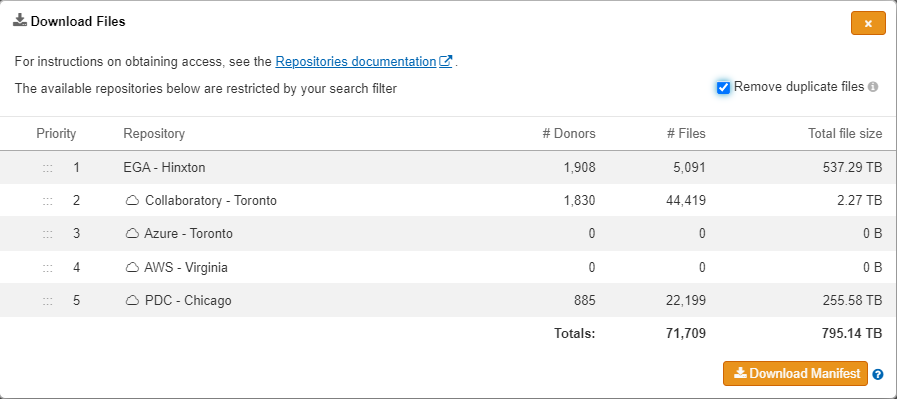 Download Files
×
For instructions on obtaining access, see the Repositories documentation .
The available repositories below are restricted by your search filter
Remove duplicate files
Priority Repository # Donors # Files Total file size
1 EGA - Hinxton 1,908 5,091 537.29 TB
2 Collaboratory - Toronto 1,830 44,419 2.27 TB
3 Azure - Toronto 0 0 0 B
4 AWS - Virginia 0 0 0 B
5 PDC - Chicago 885 22,199 255.58 TB
Totals: 71,709 795.14 TB
Download Manifest ?